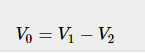 V₀ = V₁ − V₂